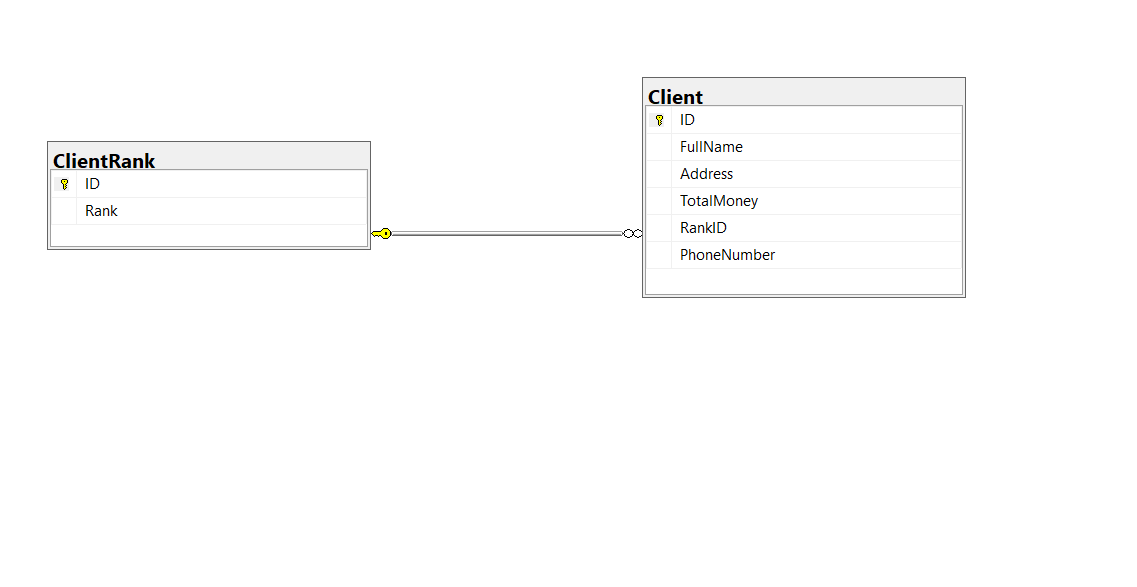 ClientRank
ID
Rank
Client
ID
FullName
Address
TotalMoney
RankID
PhoneNumber